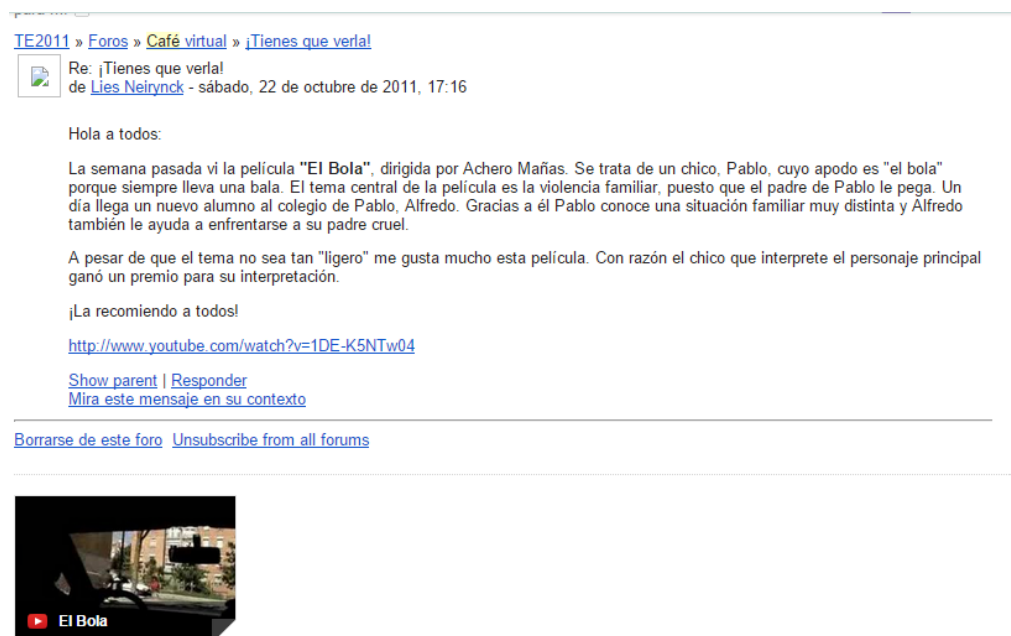 TE2011 » Foros » Café virtual » ¡Tienes que verla!
Re: ¡Tienes que verla!
de Lies Neirynck - sábado, 22 de octubre de 2011, 17:16
Hola a todos:
La semana pasada vi la película "El Bola", dirigida por Achero Mañas. Se trata de un chico, Pablo, cuyo apodo es "el bola"
porque siempre lleva una bala. El tema central de la película es la violencia familiar, puesto que el padre de Pablo le pega. Un
día llega un nuevo alumno al colegio de Pablo, Alfredo. Gracias a él Pablo conoce una situación familiar muy distinta y Alfredo
también le ayuda a enfrentarse a su padre cruel.
A pesar de que el tema no sea tan "ligero" me gusta mucho esta película. Con razón el chico que interprete el personaje principal
ganó un premio para su interpretación.
¡La recomiendo a todos!
http://www.youtube.com/watch?v=1DE-K5NTw04
Show parent | Responder
Mira este mensaje en su contexto
Borrarse de este foro Unsubscribe from all forums
El Bola